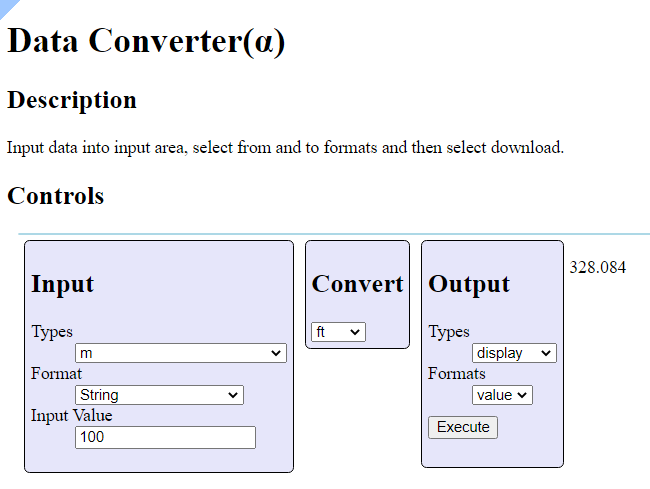 Data Converter(α)
Description
Input data into input area, select from and to formats and then select download.
Controls
Input
Types
m
Format
String
Input Value
100
Convert
ft
Output
Types
display
Formats
value
Execute
328.084